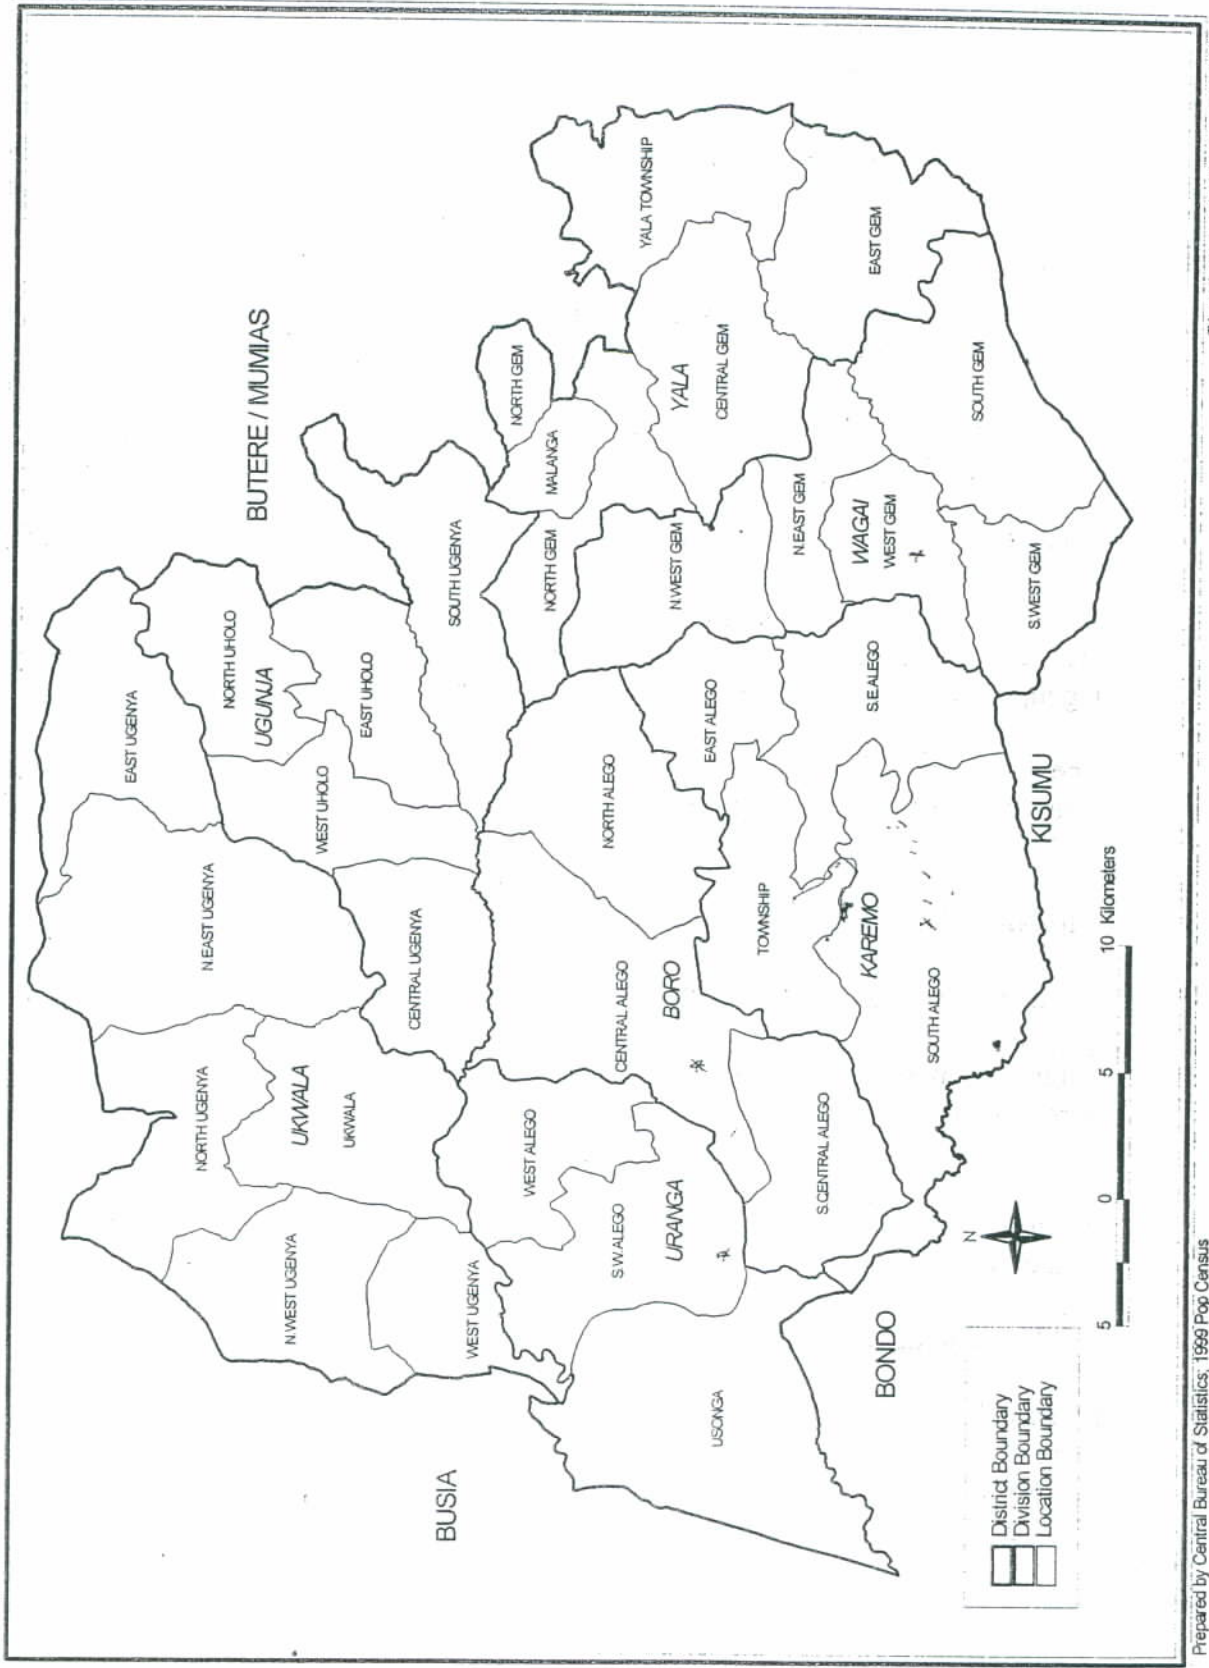 BUTERE / MUMIAS
EAST UGENYA
NORTH UHOLO
UGUNJA
EAST UHOLO
WEST UHOLO
N.EAST UGENYA
CENTRAL UGENYA
NORTH UGENYA
UKWALA
UKWALA
N.WEST UGENYA
WEST UGENYA
SOUTH UGENYA
NORTH GEM
MALANGA
NORTH GEM
YALA TOWNSHIP
YALA
CENTRAL GEM
EAST GEM
N.WEST GEM
N.EAST GEM
WAGAI
WEST GEM
SOUTH GEM
S.WEST GEM
NORTH ALEGO
EAST ALEGO
S.E.ALEGO
CENTRAL ALEGO
BORO
TOWNSHIP
KAREMO
SOUTH ALEGO
WEST ALEGO
S.W.ALEGO
URANGA
S.CENTRAL ALEGO
USONGA
BUSIA
BONDO
KISUMU
N
5 0 5 10 Kilometers
District Boundary
Division Boundary
Location Boundary
Prepared by Central Bureau of Statistics; 1999 Pop Census